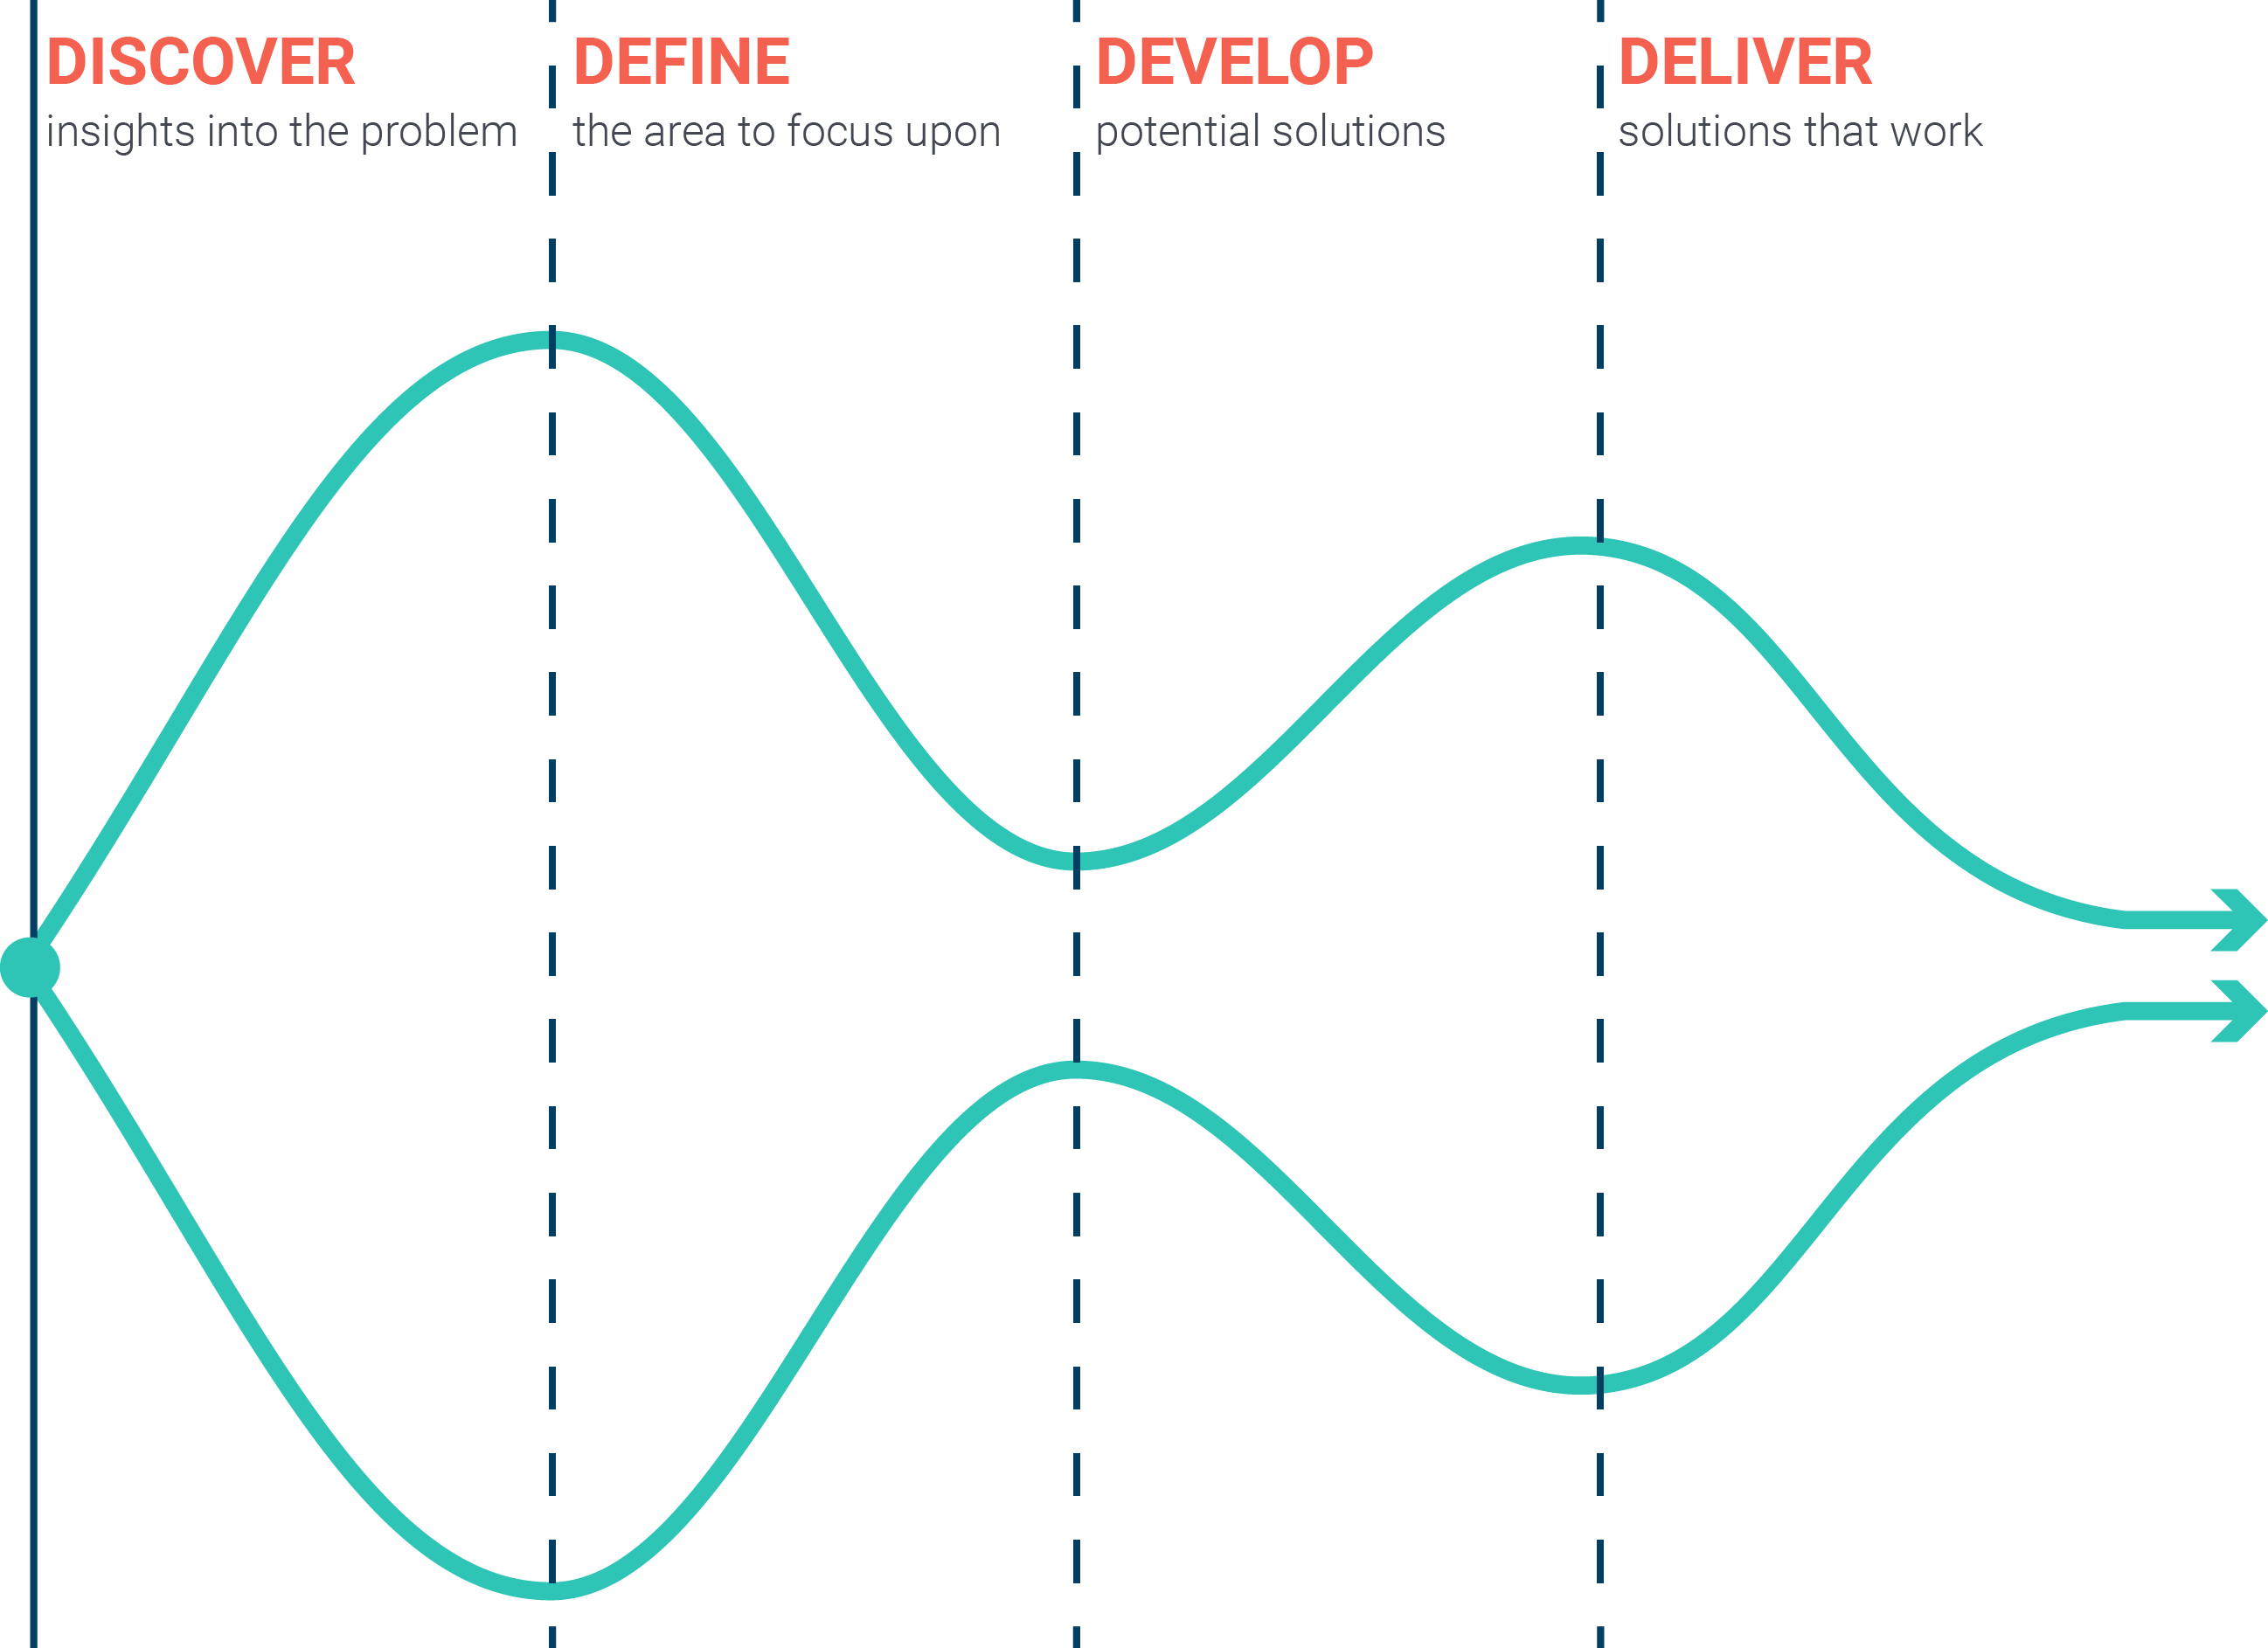 DISCOVER
insights into the problem
DEFINE
the area to focus upon
DEVELOP
potential solutions
DELIVER
solutions that work